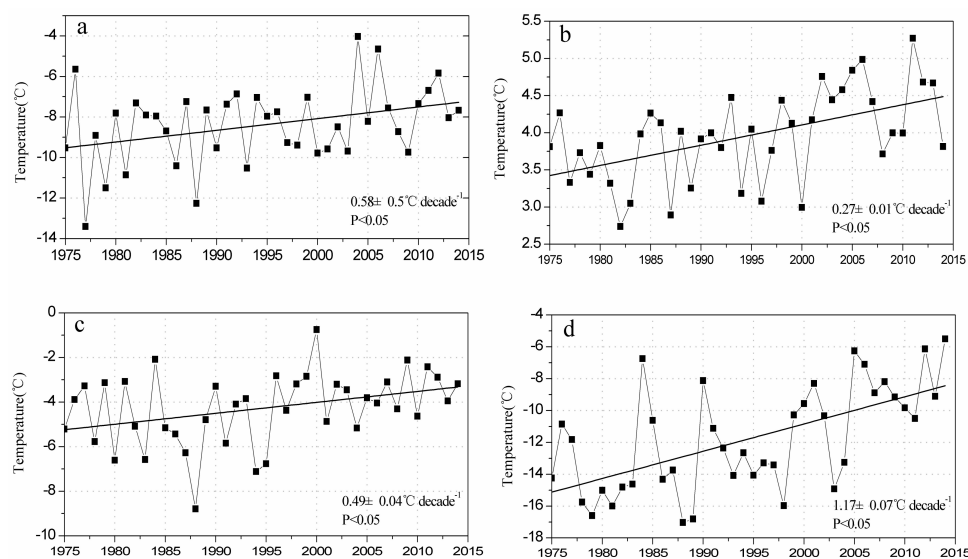 a
Temperature(℃)
-4
-6
-8
-10
-12
-14
0.58± 0.5℃ decade-1
P<0.05
1975 1980 1985 1990 1995 2000 2005 2010 2015
b
Temperature(℃)
5.5
5.0
4.5
4.0
3.5
3.0
2.5
0.27± 0.01℃ decade-1
P<0.05
1975 1980 1985 1990 1995 2000 2005 2010 2015
c
Temperature(℃)
0
-2
-4
-6
-8
-10
0.49± 0.04℃ decade-1
P<0.05
1975 1980 1985 1990 1995 2000 2005 2010 2015
d
Temperature(℃)
-4
-6
-8
-10
-12
-14
-16
-18
1.17± 0.07℃ decade-1
P<0.05
1975 1980 1985 1990 1995 2000 2005 2010 2015